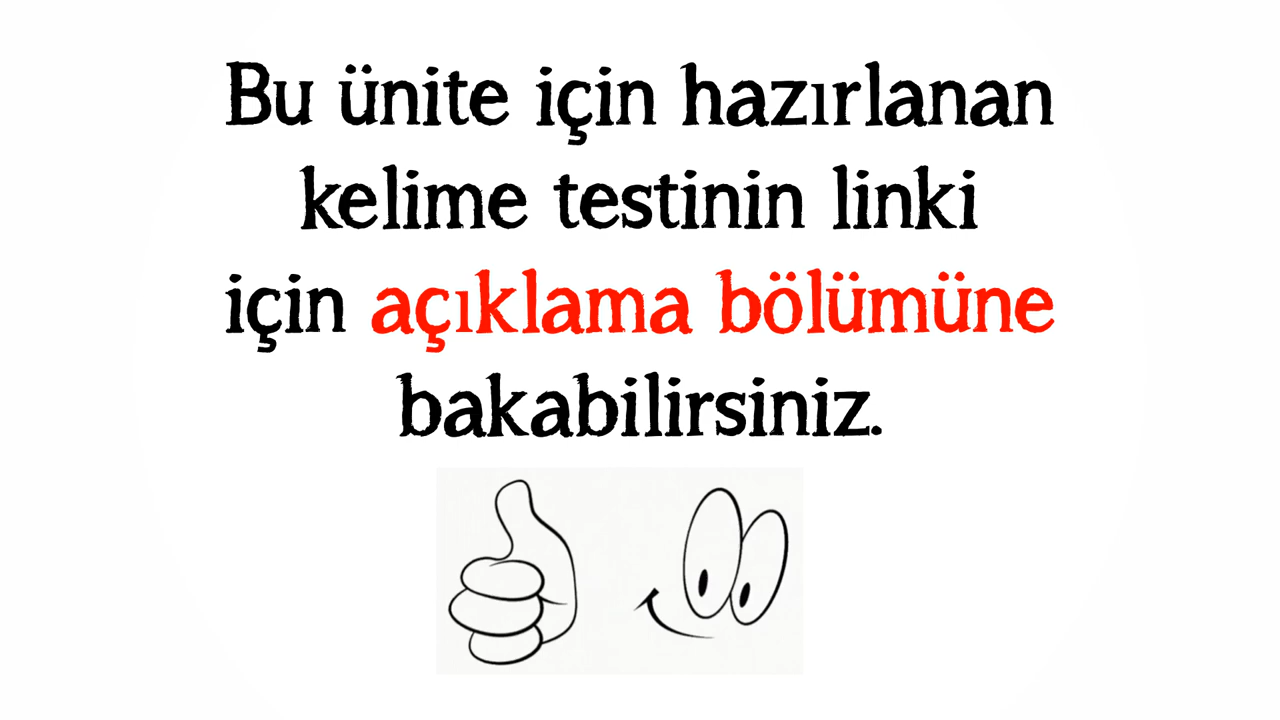 Bu ünite için hazırlanan
kelime testinin linki
için açıklama bölümüne
bakabilirsiniz.